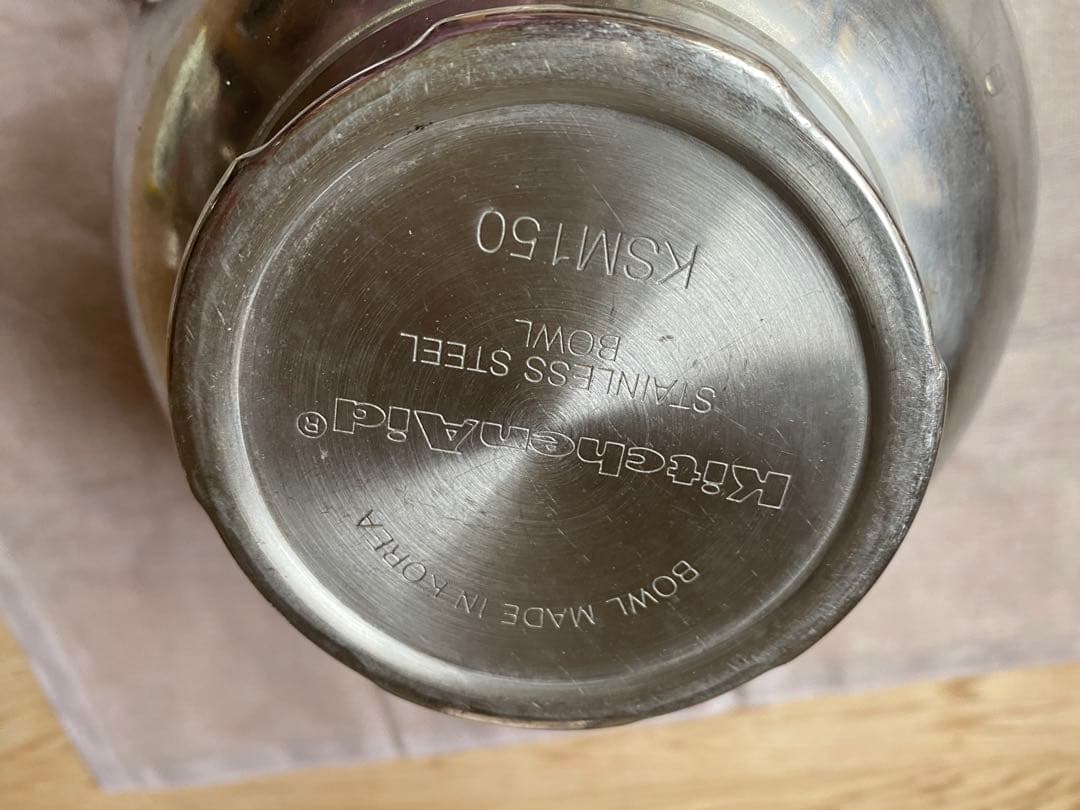 BOWL MADE IN KOREA
KitchenAid®
STAINLESS STEEL
BOWL
KSM150